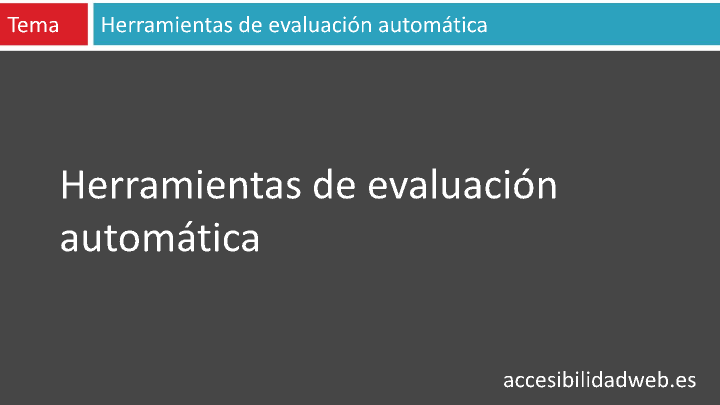 Tema
Herramientas de evaluación automática
Herramientas de evaluación
automática
accesibilidadweb.es